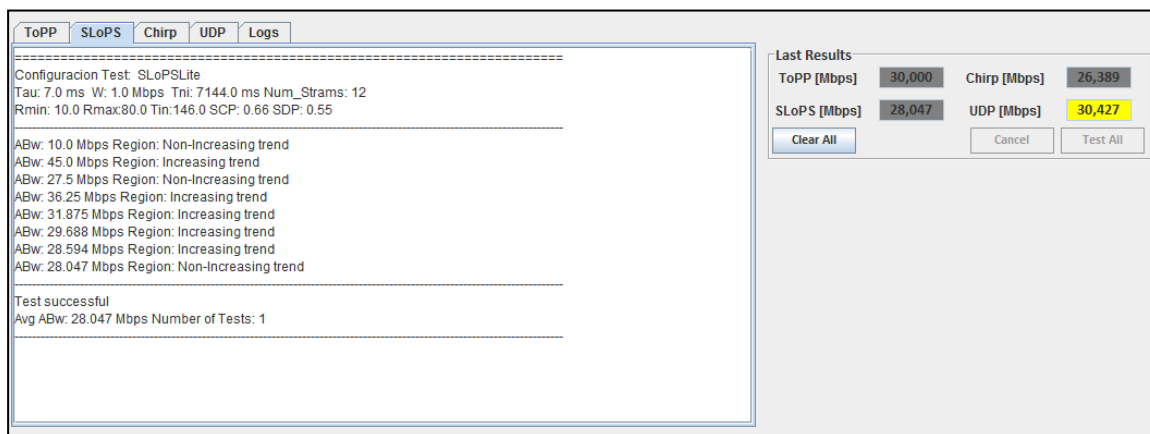 ToPP SLoPS Chirp UDP Logs
==========================================================================
Configuracion Test: SLoPSLite
Tau: 7.0 ms W: 1.0 Mbps Tni: 7144.0 ms Num_Strams: 12
Rmin: 10.0 Rmax:80.0 Tin:146.0 SCP: 0.66 SDP: 0.55
ABw: 10.0 Mbps Region: Non-Increasing trend
ABw: 45.0 Mbps Region: Increasing trend
ABw: 27.5 Mbps Region: Non-Increasing trend
ABw: 36.25 Mbps Region: Increasing trend
ABw: 31.875 Mbps Region: Increasing trend
ABw: 29.688 Mbps Region: Increasing trend
ABw: 28.594 Mbps Region: Increasing trend
ABw: 28.047 Mbps Region: Non-Increasing trend
Test successful
Avg ABw: 28.047 Mbps Number of Tests: 1
Last Results
ToPP [Mbps] 30,000 Chirp [Mbps] 26,389
SLoPS [Mbps] 28,047 UDP [Mbps] 30,427
Clear All Cancel Test All